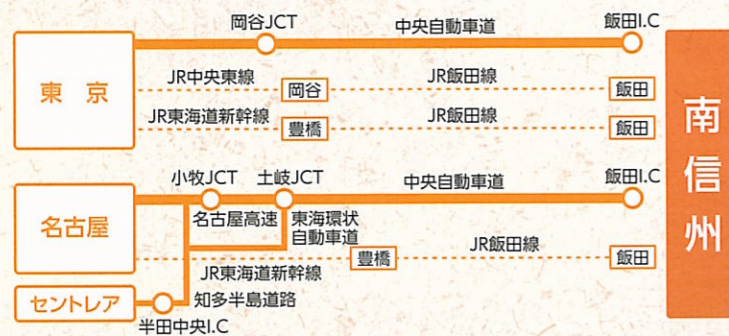 岡谷JCT 中央自動車道 飯田I.C
東京
JR中央東線 岡谷 JR飯田線 飯田
JR東海道新幹線 豊橋 JR飯田線 飯田
小牧JCT 土岐JCT 中央自動車道 飯田I.C
名古屋
名古屋高速 東海環状
自動車道
豊橋 JR飯田線 飯田
JR東海道新幹線
セントレア 知多半島道路
半田中央I.C
南信州